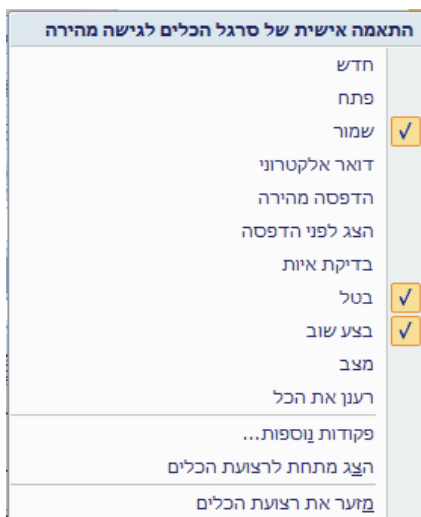 התאמה אישית של סרגל הכלים לגישה מהירה
חדש
פתח
שמור
דואר אלקטרוני
הדפסה מהירה
הצג לפני הדפסה
בדיקת איות
בטל
בצע שוב
מצב
רענן את הכל
פקודות נוספות...
הצג מתחת לרצועת הכלים
מזער את רצועת הכלים